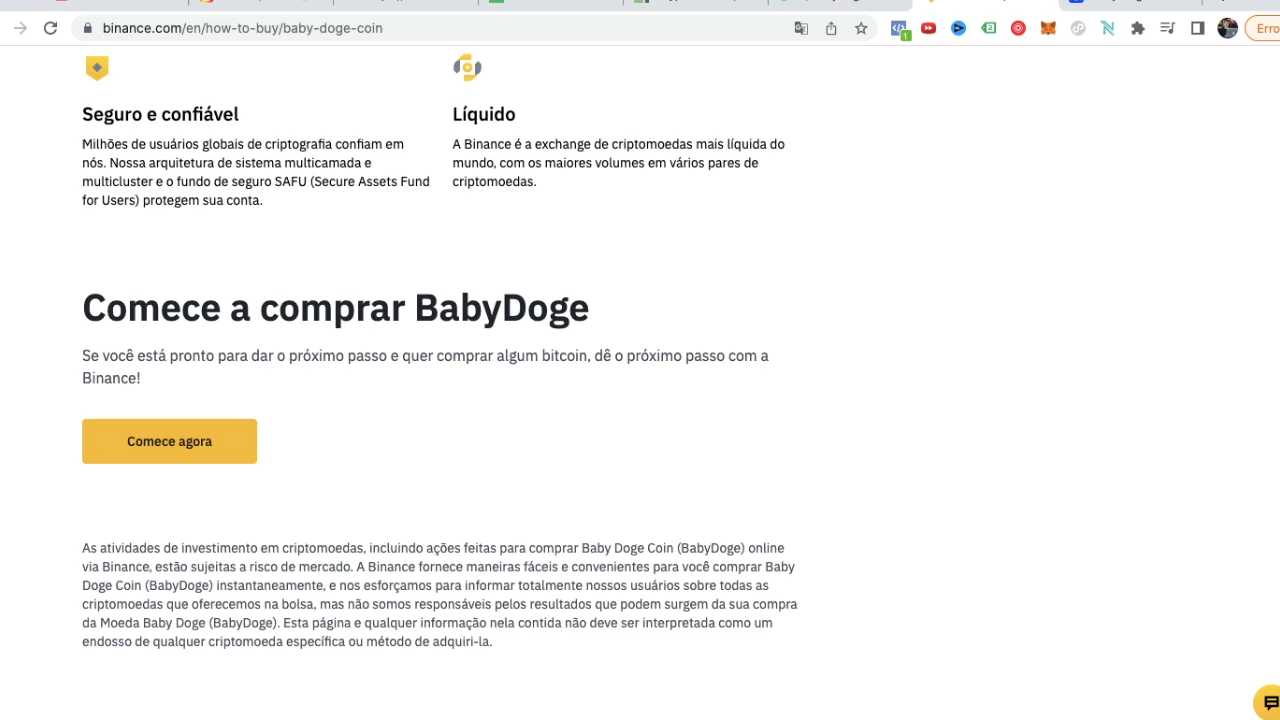 binance.com/en/how-to-buy/baby-doge-coin
1
2
Erro
Seguro e confiável
Milhões de usuários globais de criptografia confiam em
nós. Nossa arquitetura de sistema multicamada e
multicluster e o fundo de seguro SAFU (Secure Assets Fund
for Users) protegem sua conta.
Líquido
A Binance é a exchange de criptomoedas mais líquida do
mundo, com os maiores volumes em vários pares de
criptomoedas.
Comece a comprar BabyDoge
Se você está pronto para dar o próximo passo e quer comprar algum bitcoin, dê o próximo passo com a
Binance!
Comece agora
As atividades de investimento em criptomoedas, incluindo ações feitas para comprar Baby Doge Coin (BabyDoge) online
via Binance, estão sujeitas a risco de mercado. A Binance fornece maneiras fáceis e convenientes para você comprar Baby
Doge Coin (BabyDoge) instantaneamente, e nos esforçamos para informar totalmente nossos usuários sobre todas as
criptomoedas que oferecemos na bolsa, mas não somos responsáveis pelos resultados que podem surgem da sua compra
da Moeda Baby Doge (BabyDoge). Esta página e qualquer informação nela contida não deve ser interpretada como um
endosso de qualquer criptomoeda específica ou método de adquiri-la.